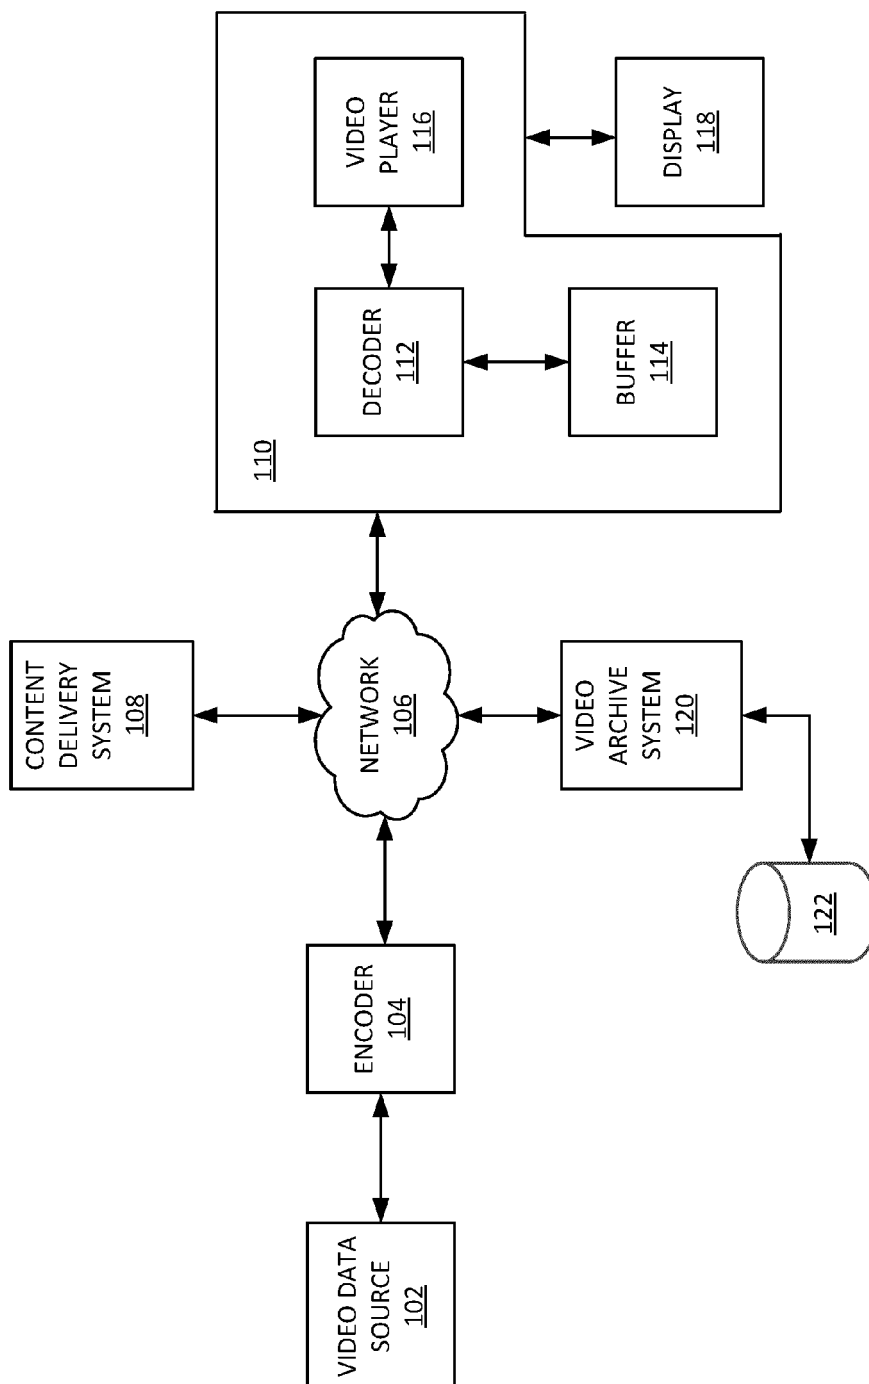 VIDEO DATA
SOURCE
102
ENCODER
104
NETWORK
106
CONTENT
DELIVERY
SYSTEM
108
VIDEO
ARCHIVE
SYSTEM
120
122
110
DECODER
112
BUFFER
114
VIDEO
PLAYER
116
DISPLAY
118